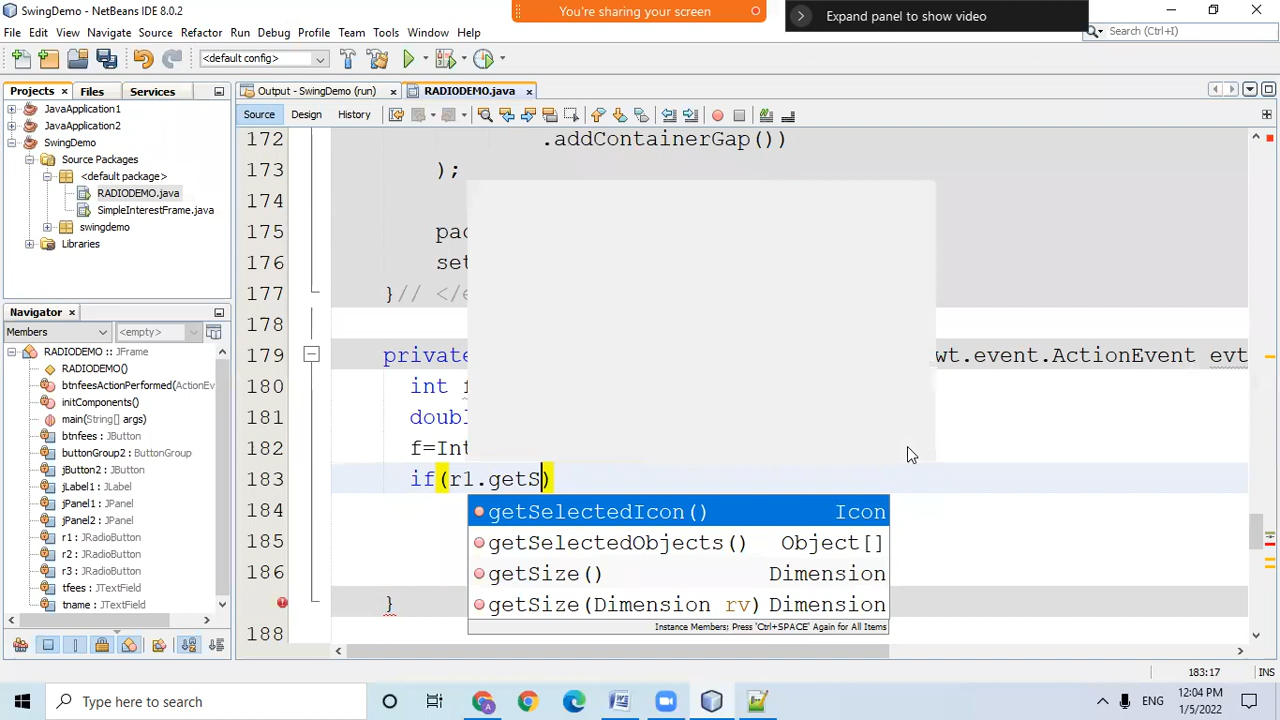 SwingDemo - NetBeans IDE 8.0.2
You're sharing your screen
Expand panel to show video
File Edit View Navigate Source Refactor Run Debug Profile Team Tools Window Help
Search (Ctrl+I)
<default config>
Projects Files Services
Output - SwingDemo (run) RADIODEMO.java
JavaApplication1
JavaApplication2
SwingDemo
Source Packages
<default package>
RADIODEMO.java
SimpleInterestFrame.java
swingdemo
Libraries
Source Design History
172 .addContainerGap())
173 );
174
175 pac
176 set
177 }// </e
178
179 private wt.event.ActionEvent evt
180 int f
181 doubl
182 f=Int
183 if(r1.getS)
184
185
186
}
188
getSelectedIcon() Icon
getSelectedObjects() Object[]
getSize() Dimension
getSize(Dimension rv) Dimension
Instance Members; Press 'Ctrl+SPACE' Again for All Items
Navigator
Members <empty>
RADIODEMO :: JFrame
RADIODEMO()
btnfeesActionPerformed(ActionEv
initComponents()
main(String[] args)
btnfees : JButton
buttonGroup2 : ButtonGroup
jButton2 : JButton
jLabel1 : JLabel
jPanel1 : JPanel
jPanel2 : JPanel
r1 : JRadioButton
r2 : JRadioButton
r3 : JRadioButton
tfees : JTextField
tname : JTextField
183:17 INS
Type here to search
ENG
12:04 PM
1/5/2022